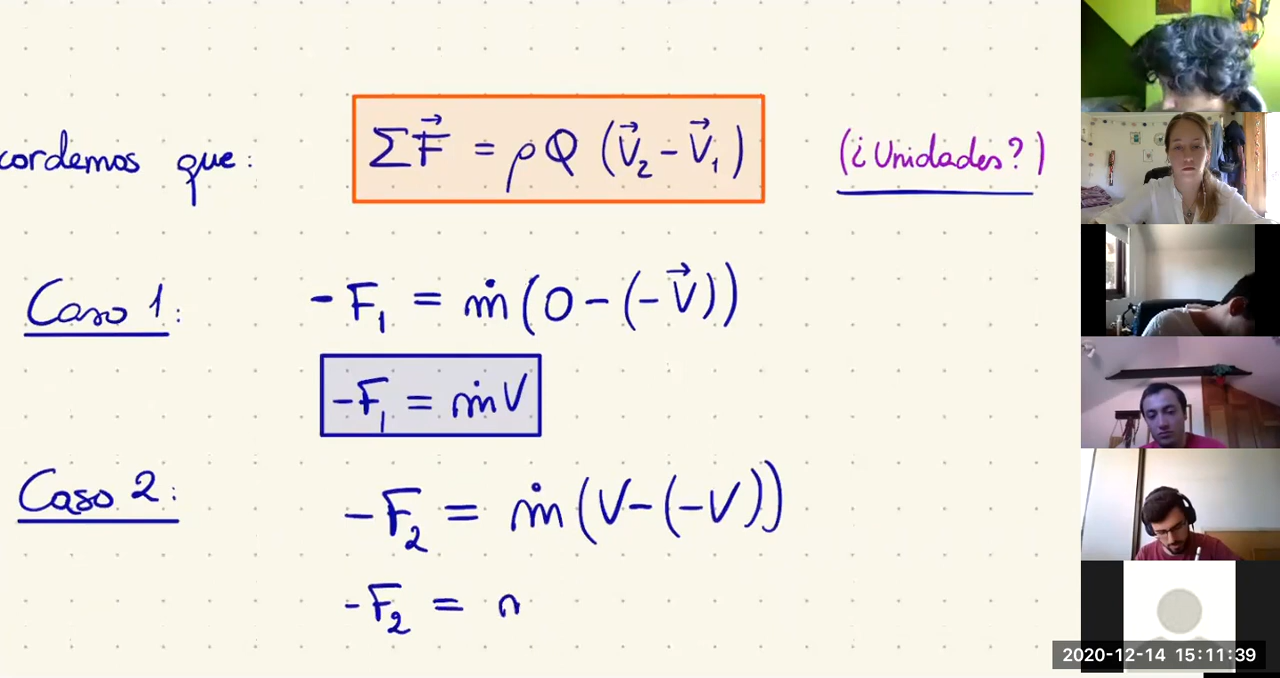 cordemos que: ΣF⃗ = ρQ (V⃗₂ - V⃗₁) (¿Unidades?)
Caso 1: -F₁ = ṁ(0-(-V⃗))
-F₁ = ṁV
Caso 2: -F₂ = ṁ(V-(-V))
-F₂ = n
2020-12-14 15:11:39